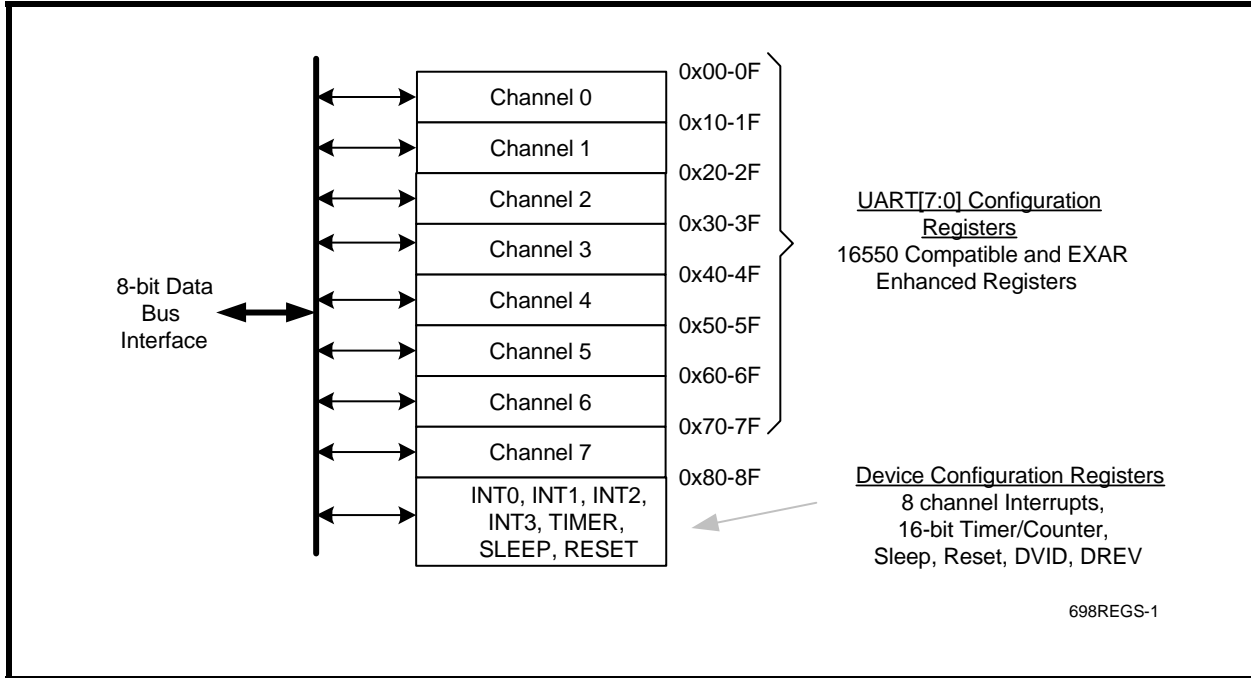 0x00-0F
Channel 0
0x10-1F
Channel 1
0x20-2F
Channel 2
0x30-3F
Channel 3
0x40-4F
Channel 4
0x50-5F
Channel 5
0x60-6F
Channel 6
0x70-7F
Channel 7
0x80-8F
INT0, INT1, INT2,
INT3, TIMER,
SLEEP, RESET
8-bit Data
Bus
Interface
UART[7:0] Configuration
Registers
16550 Compatible and EXAR
Enhanced Registers
Device Configuration Registers
8 channel Interrupts,
16-bit Timer/Counter,
Sleep, Reset, DVID, DREV
698REGS-1